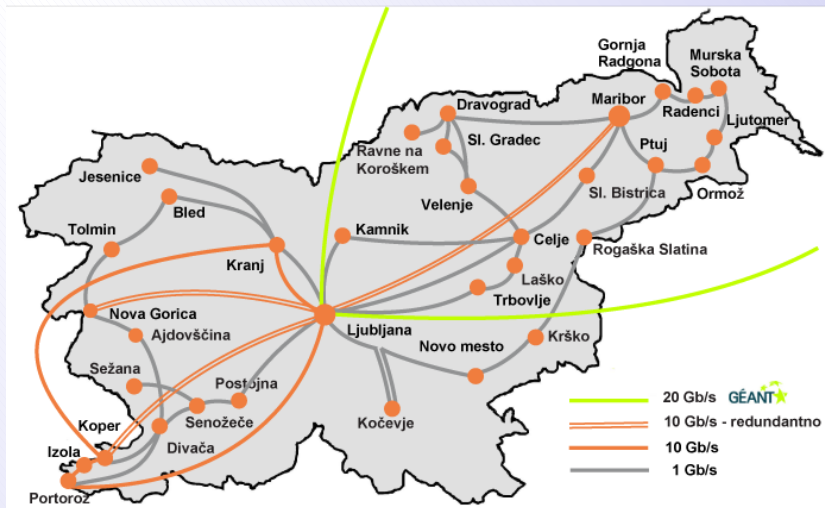 Gornja
Radgona
Murska
Sobota
Dravograd
Maribor
Radenci
Ljutomer
Sl. Gradec
Ptuj
Ravne na
Koroškem
Jesenice
Sl. Bistrica
Ormož
Bled
Velenje
Tolmin
Kamnik
Celje
Rogaška Slatina
Kranj
Laško
Trbovlje
Nova Gorica
Ljubljana
Ajdovščina
Krško
Novo mesto
Sežana
Postojna
20 Gb/s GÉANT
Koper
Senožeče
Kočevje
10 Gb/s - redundantno
Izola
Divača
10 Gb/s
1 Gb/s
Portorož